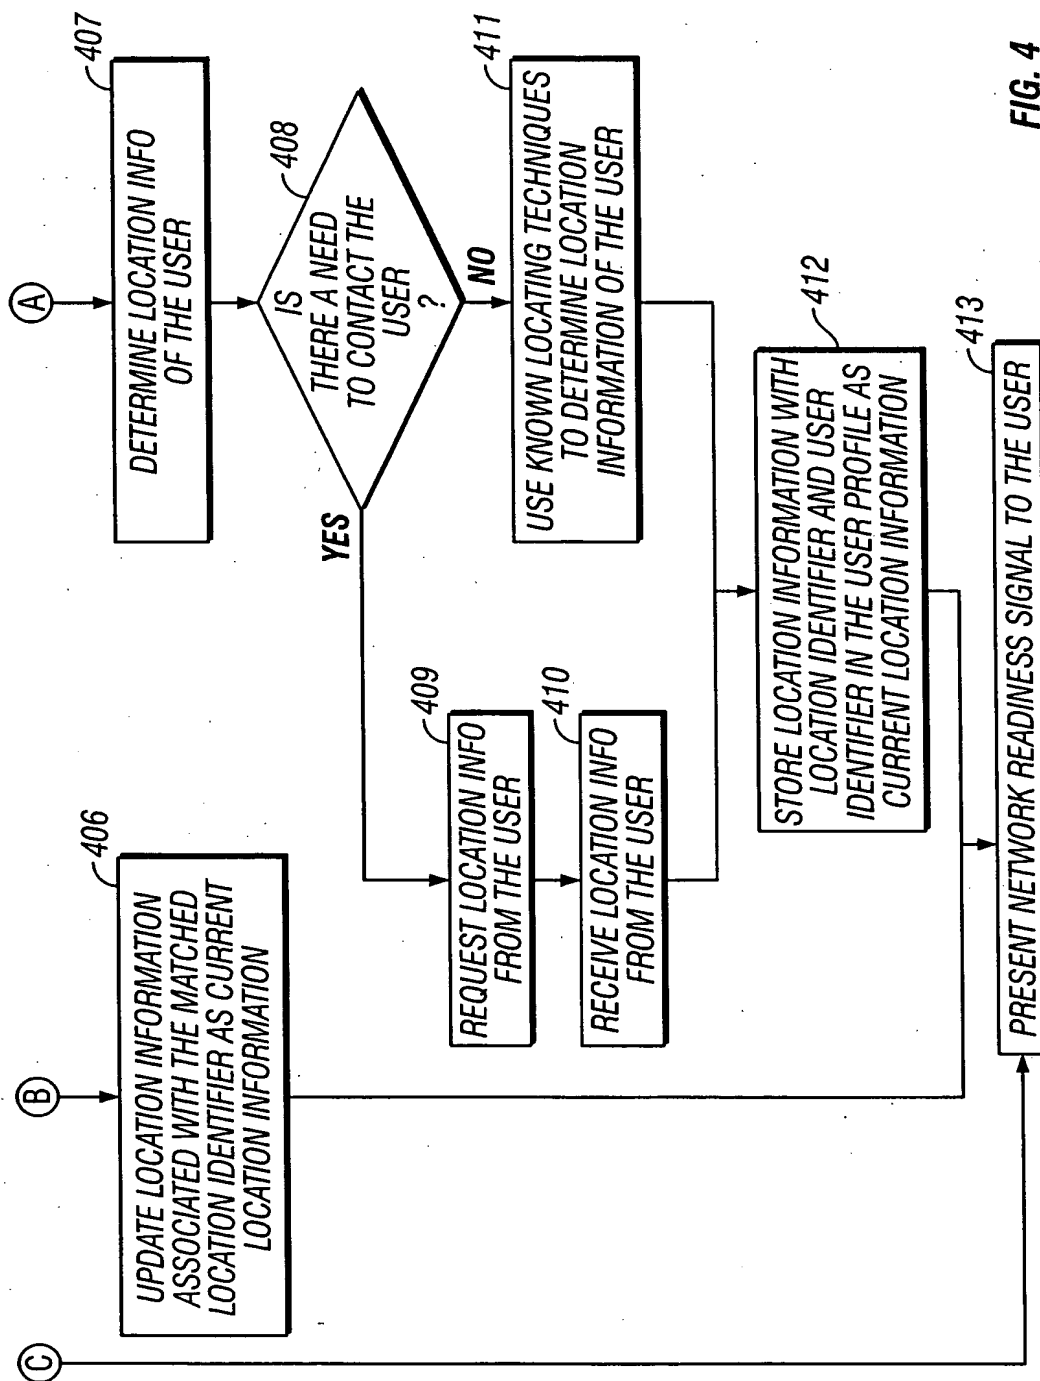 C
B
A
406
UPDATE LOCATION INFORMATION
ASSOCIATED WITH THE MATCHED
LOCATION IDENTIFIER AS CURRENT
LOCATION INFORMATION
407
DETERMINE LOCATION INFO
OF THE USER
408
IS
THERE A NEED
TO CONTACT THE
USER
?
YES
NO
409
REQUEST LOCATION INFO
FROM THE USER
410
RECEIVE LOCATION INFO
FROM THE USER
411
USE KNOWN LOCATING TECHNIQUES
TO DETERMINE LOCATION
INFORMATION OF THE USER
412
STORE LOCATION INFORMATION WITH
LOCATION IDENTIFIER AND USER
IDENTIFIER IN THE USER PROFILE AS
CURRENT LOCATION INFORMATION
413
PRESENT NETWORK READINESS SIGNAL TO THE USER
FIG. 4